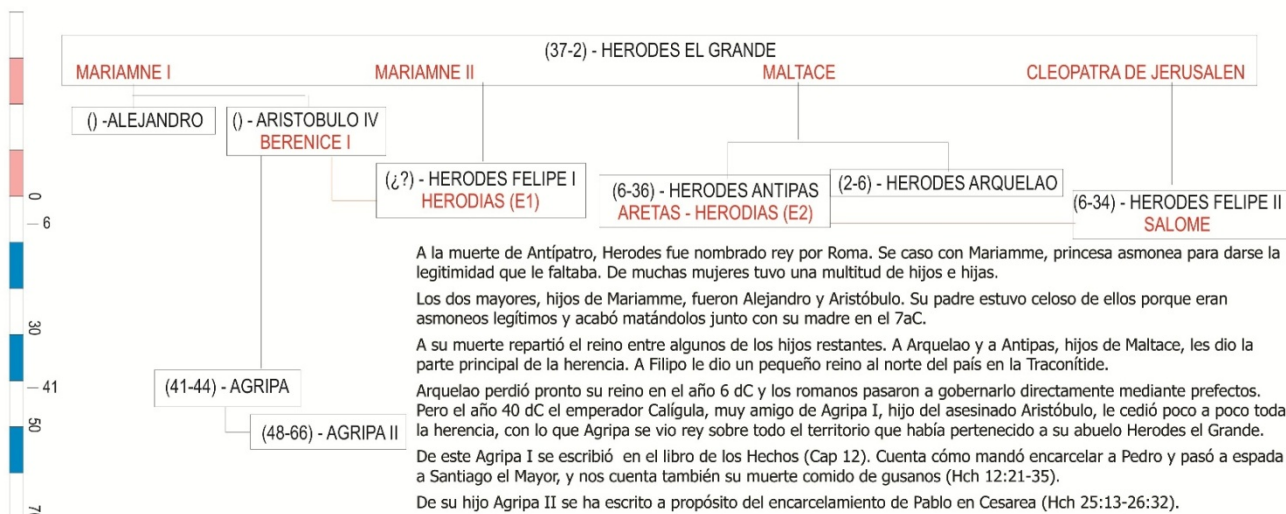 (37-2) - HERODES EL GRANDE
MARIAMNE I
MARIAMNE II
MALTACE
CLEOPATRA DE JERUSALEN
() -ALEJANDRO
() - ARISTOBULO IV
BERENICE I
(¿?) - HERODES FELIPE I
HERODIAS (E1)
(6-36) - HERODES ANTIPAS
ARETAS - HERODIAS (E2)
(2-6) - HERODES ARQUELAO
(6-34) - HERODES FELIPE II
SALOME
0
6
30
41
50
(41-44) - AGRIPA
(48-66) - AGRIPA II
A la muerte de Antípatro, Herodes fue nombrado rey por Roma. Se caso con Mariamme, princesa asmonea para darse la
legitimidad que le faltaba. De muchas mujeres tuvo una multitud de hijos e hijas.
Los dos mayores, hijos de Mariamme, fueron Alejandro y Aristóbulo. Su padre estuvo celoso de ellos porque eran
asmoneos legítimos y acabó matándolos junto con su madre en el 7aC.
A su muerte repartió el reino entre algunos de los hijos restantes. A Arquelao y a Antipas, hijos de Maltace, les dio la
parte principal de la herencia. A Filipo le dio un pequeño reino al norte del país en la Traconítide.
Arquelao perdió pronto su reino en el año 6 dC y los romanos pasaron a gobernarlo directamente mediante prefectos.
Pero el año 40 dC el emperador Calígula, muy amigo de Agripa I, hijo del asesinado Aristóbulo, le cedió poco a poco toda
la herencia, con lo que Agripa se vio rey sobre todo el territorio que había pertenecido a su abuelo Herodes el Grande.
De este Agripa I se escribió en el libro de los Hechos (Cap 12). Cuenta cómo mandó encarcelar a Pedro y pasó a espada
a Santiago el Mayor, y nos cuenta también su muerte comido de gusanos (Hch 12:21-35).
De su hijo Agripa II se ha escrito a propósito del encarcelamiento de Pablo en Cesarea (Hch 25:13-26:32).